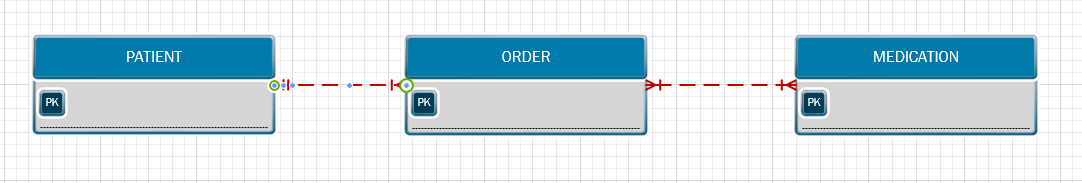 PATIENT
ORDER
MEDICATION
PK
PK
PK